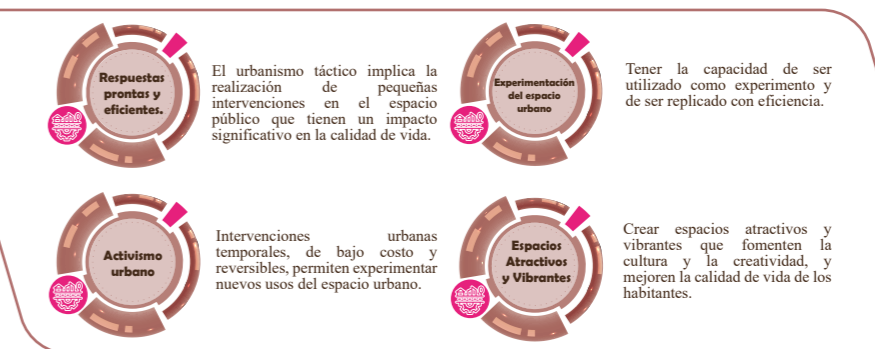 Respuestas
prontas y
eficientes.
El urbanismo táctico implica la
realización de pequeñas
intervenciones en el espacio
público que tienen un impacto
significativo en la calidad de vida.
Experimentación
del espacio
urbano
Tener la capacidad de ser
utilizado como experimento y
de ser replicado con eficiencia.
Activismo
urbano
Intervenciones urbanas
temporales, de bajo costo y
reversibles, permiten experimentar
nuevos usos del espacio urbano.
Espacios
Atractivos
y Vibrantes
Crear espacios atractivos y
vibrantes que fomenten la
cultura y la creatividad, y
mejoren la calidad de vida de los
habitantes.